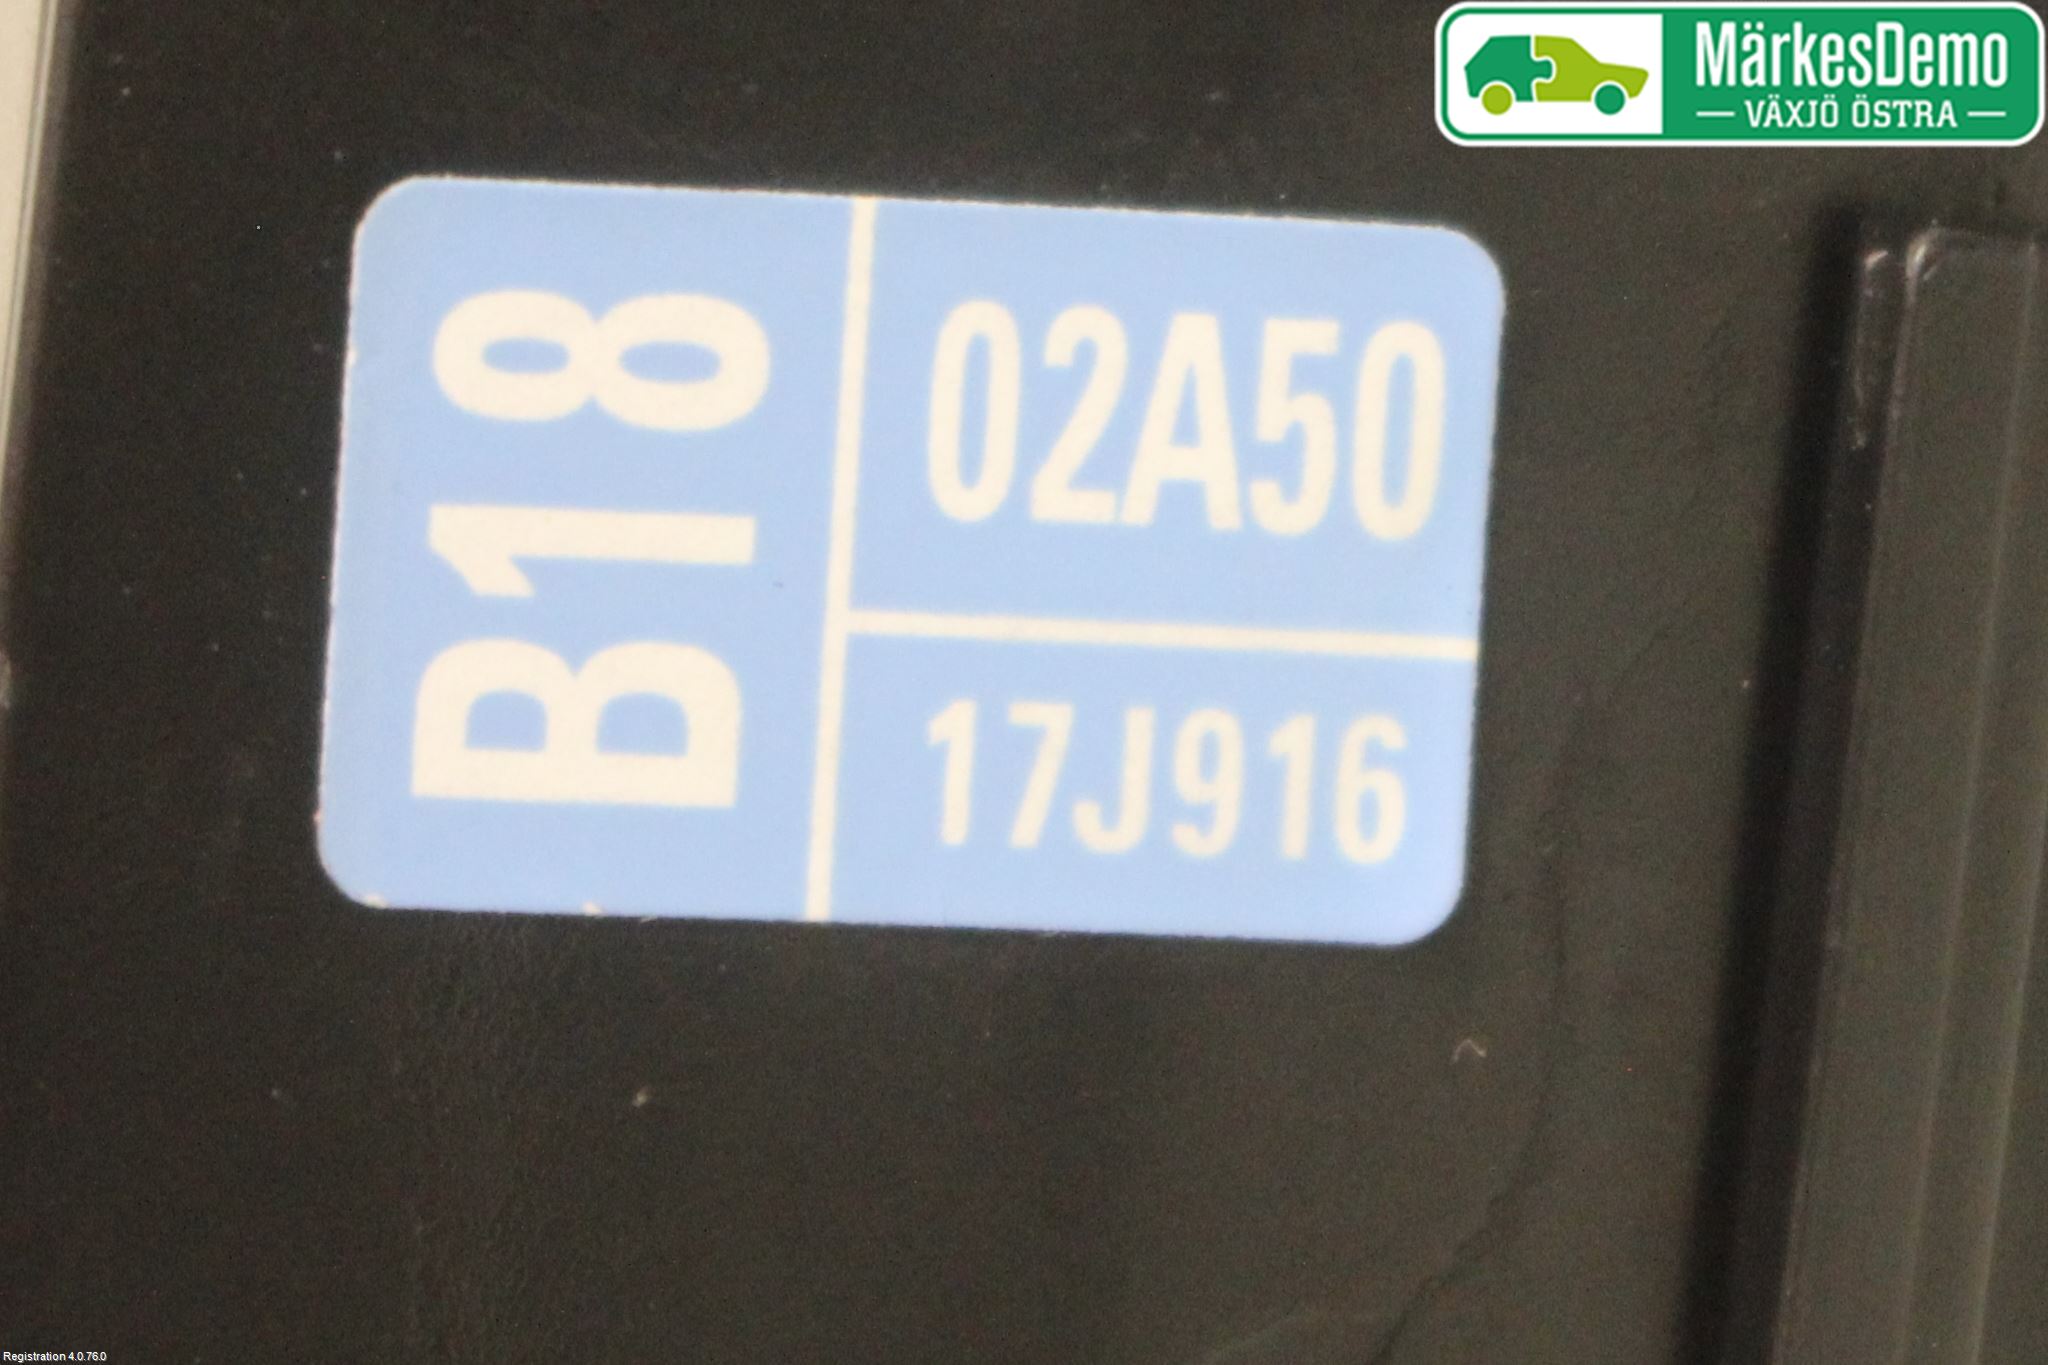 MärkesDemo
VÄXJÖ ÖSTRA
B18
02A50
17J916
Registration 4.0.76.0